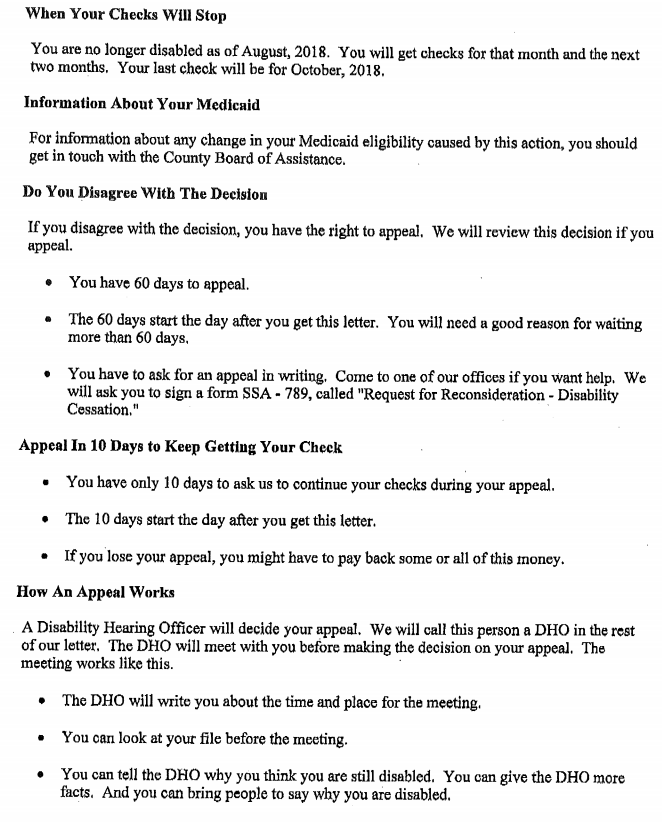 When Your Checks Will Stop
You are no longer disabled as of August, 2018. You will get checks for that month and the next
two months. Your last check will be for October, 2018.
Information About Your Medicaid
For information about any change in your Medicaid eligibility caused by this action, you should
get in touch with the County Board of Assistance.
Do You Disagree With The Decision
If you disagree with the decision, you have the right to appeal. We will review this decision if you
appeal.
• You have 60 days to appeal.
• The 60 days start the day after you get this letter. You will need a good reason for waiting
more than 60 days.
• You have to ask for an appeal in writing. Come to one of our offices if you want help. We
will ask you to sign a form SSA - 789, called "Request for Reconsideration - Disability
Cessation."
Appeal In 10 Days to Keep Getting Your Check
• You have only 10 days to ask us to continue your checks during your appeal.
• The 10 days start the day after you get this letter.
• If you lose your appeal, you might have to pay back some or all of this money.
How An Appeal Works
A Disability Hearing Officer will decide your appeal. We will call this person a DHO in the rest
of our letter. The DHO will meet with you before making the decision on your appeal. The
meeting works like this.
• The DHO will write you about the time and place for the meeting.
• You can look at your file before the meeting.
• You can tell the DHO why you think you are still disabled. You can give the DHO more
facts. And you can bring people to say why you are disabled.